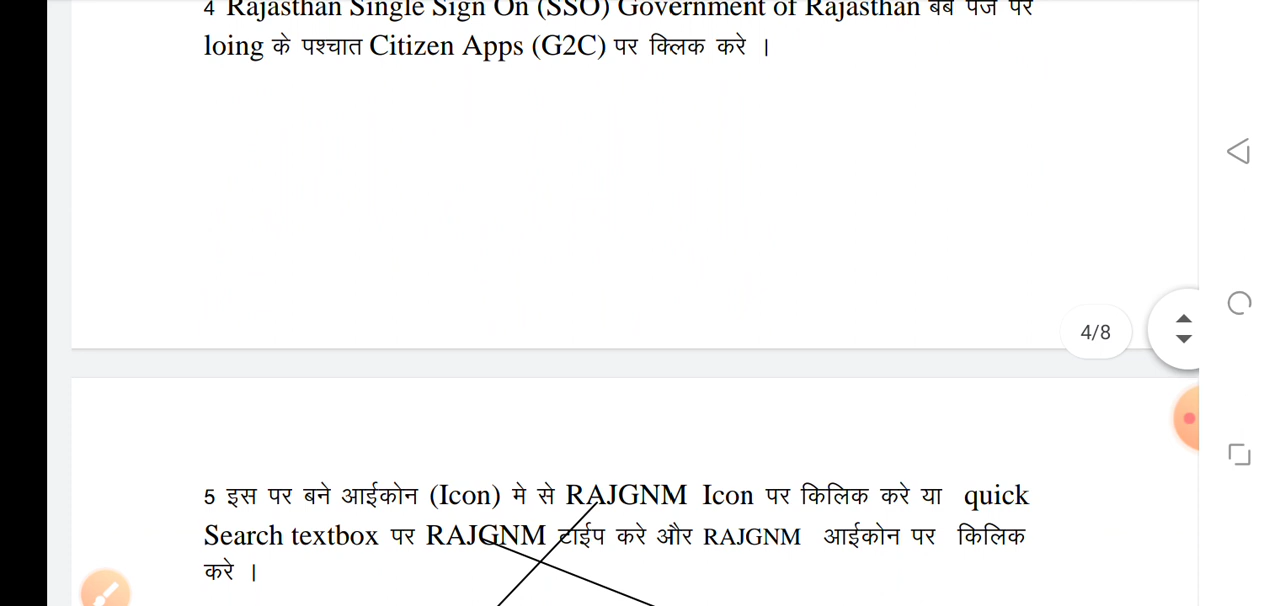 4 Rajasthan Single Sign On (SSO) Government of Rajasthan बेब पेज पर
loing के पश्चात Citizen Apps (G2C) पर क्लिक करे ।
4/8
5 इस पर बने आईकोन (Icon) मे से RAJGNM Icon पर किलिक करे या quick
Search textbox पर RAJGNM टाईप करे और RAJGNM आईकोन पर किलिक
करे ।